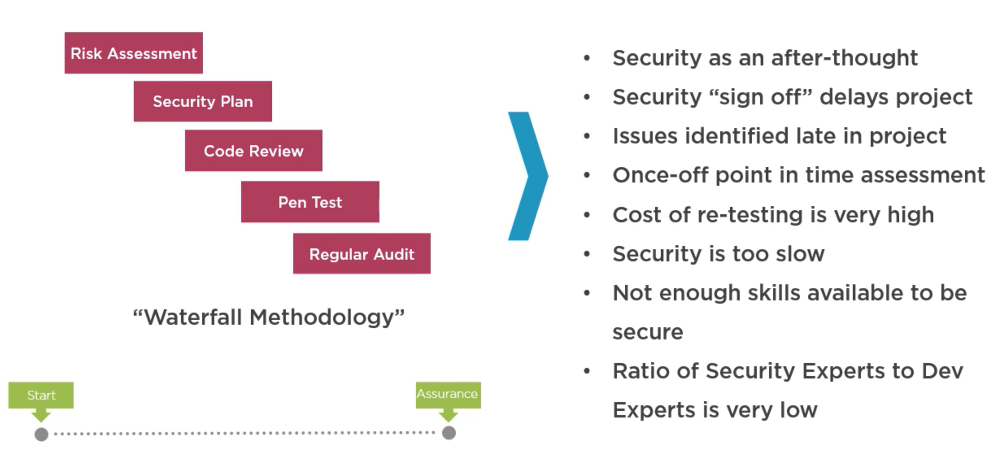 Risk Assessment
Security Plan
Code Review
Pen Test
Regular Audit
“Waterfall Methodology”
Start
Assurance
• Security as an after-thought
• Security “sign off” delays project
• Issues identified late in project
• Once-off point in time assessment
• Cost of re-testing is very high
• Security is too slow
• Not enough skills available to be
secure
• Ratio of Security Experts to Dev
Experts is very low